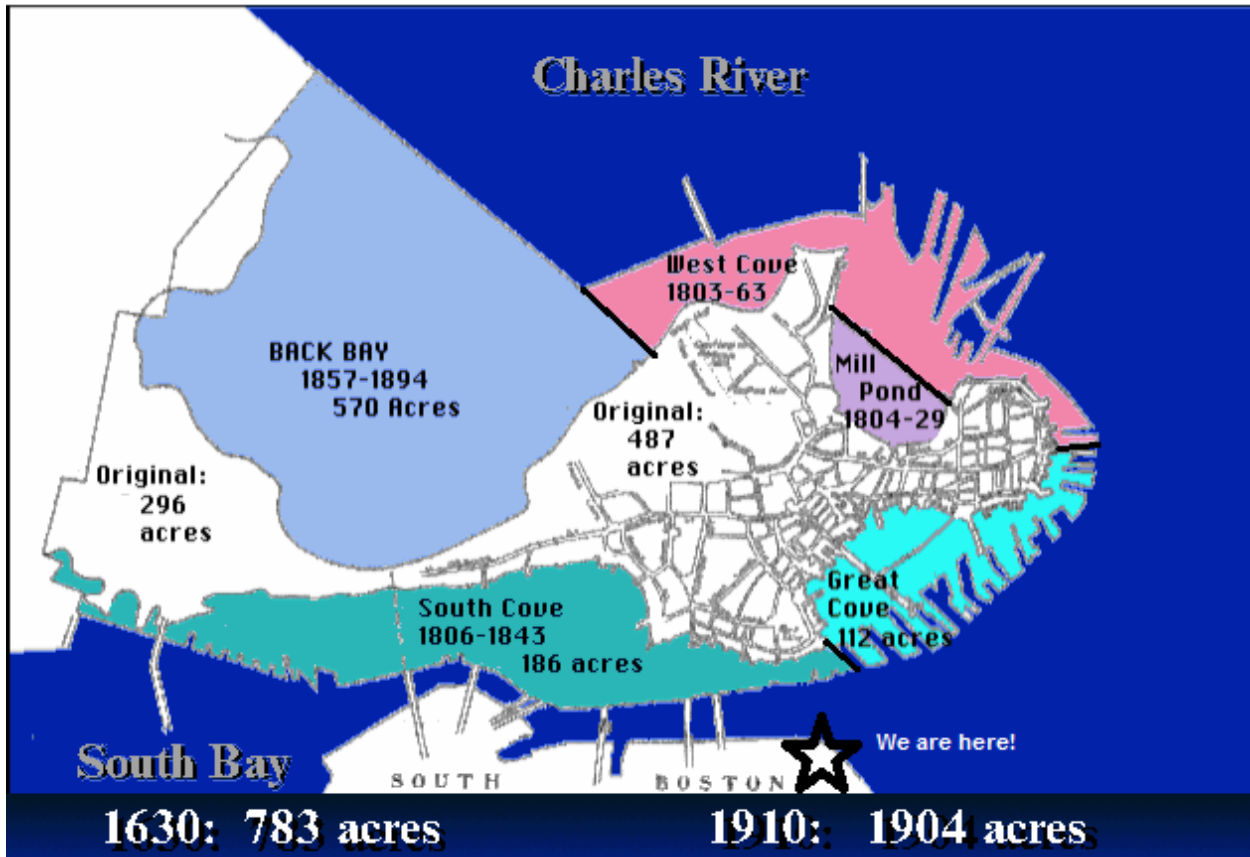 Charles River
West Cove
1803-63
BACK BAY
1857-1894
570 Acres
Mill
Pond
1804-29
Original:
487
acres
Original:
296
acres
Great
Cove
112 acres
South Cove
1806-1843
186 acres
We are here!
South Bay
SOUTH BOSTON
1630: 783 acres
1910: 1904 acres